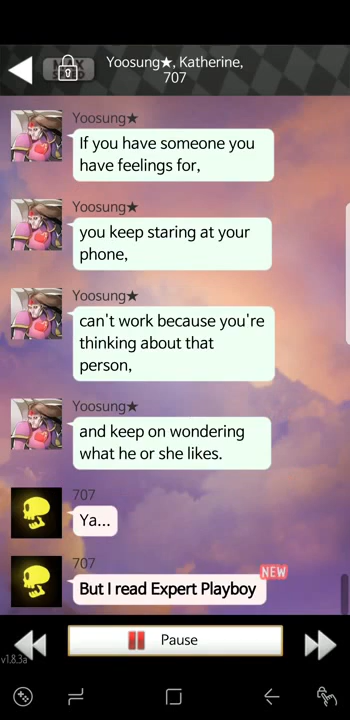 Yoosung★, Katherine,
707
Yoosung★
If you have someone you
have feelings for,
Yoosung★
you keep staring at your
phone,
Yoosung★
can't work because you're
thinking about that
person,
Yoosung★
and keep on wondering
what he or she likes.
707
Ya...
707
NEW
But I read Expert Playboy
Pause
v1.8.3a